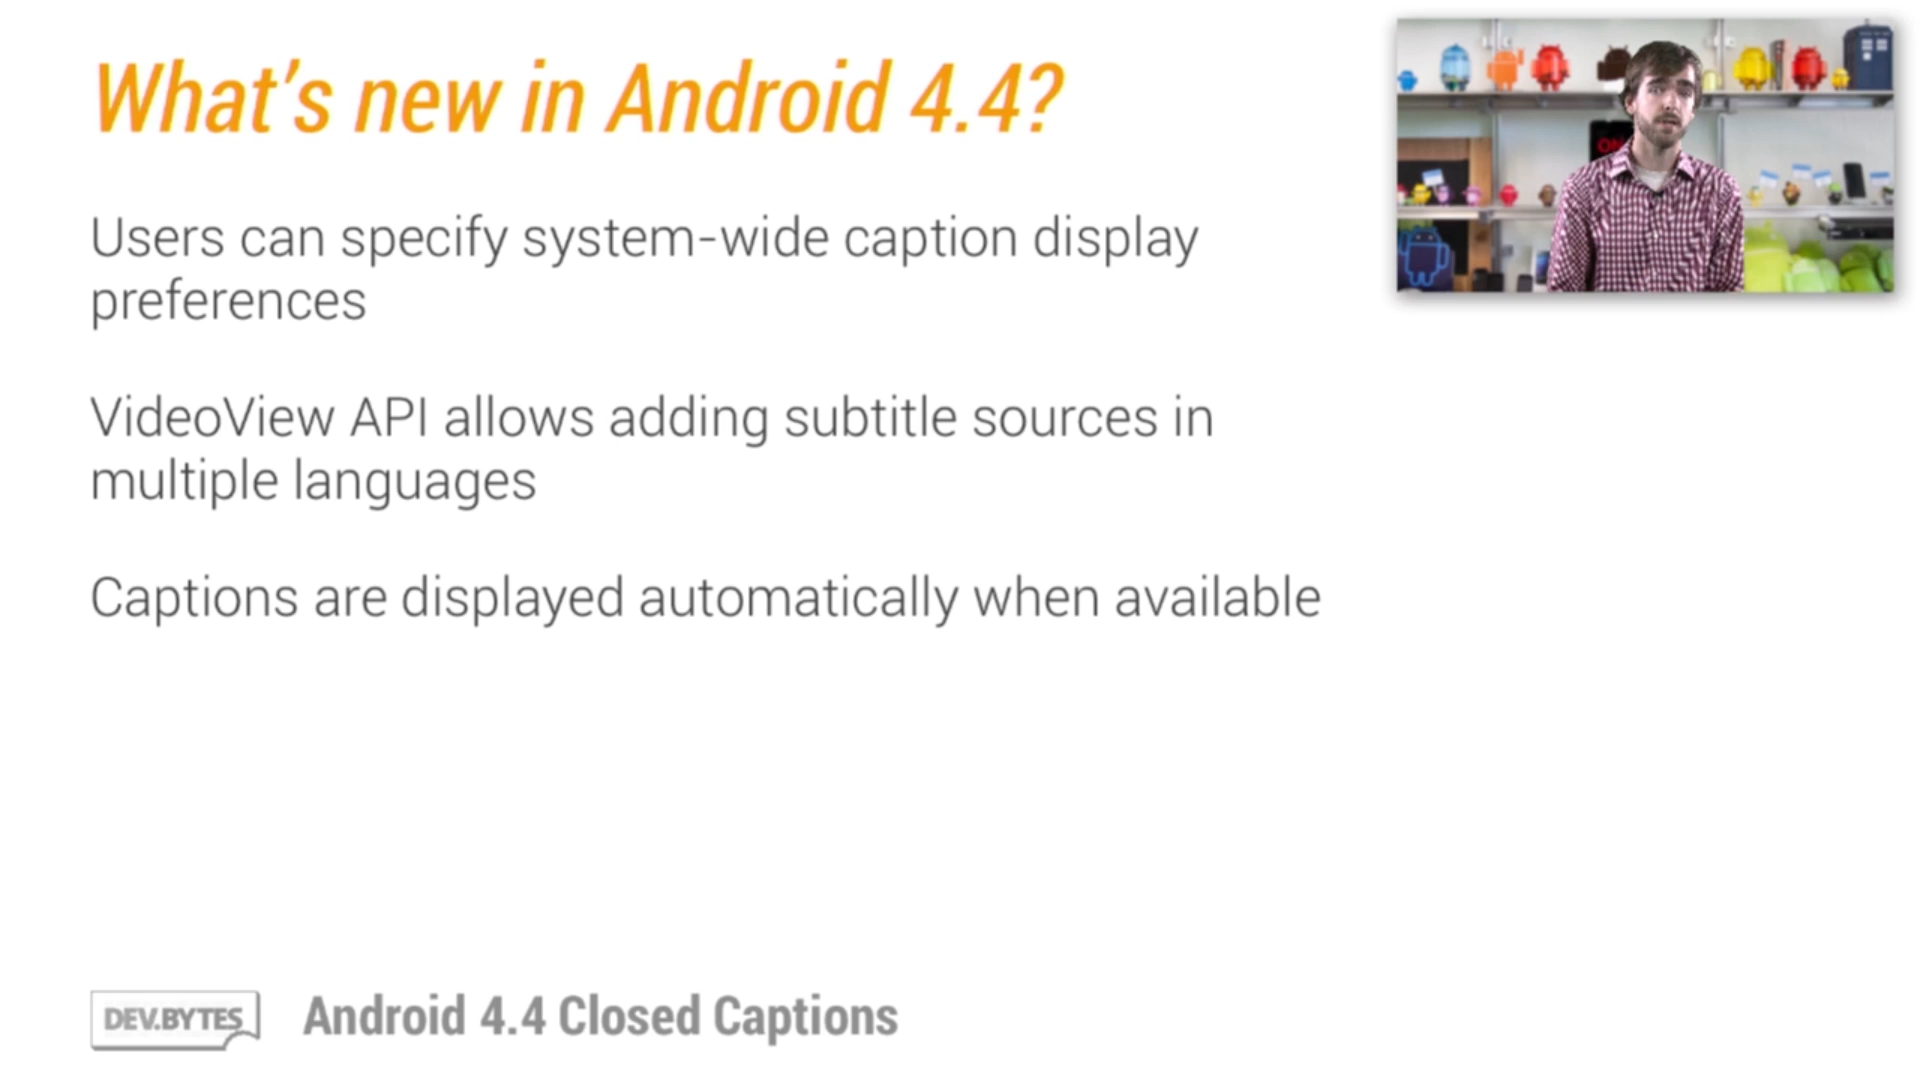 What's new in Android 4.4?
Users can specify system-wide caption display
preferences
VideoView API allows adding subtitle sources in
multiple languages
Captions are displayed automatically when available
DEV.BYTES
Android 4.4 Closed Captions